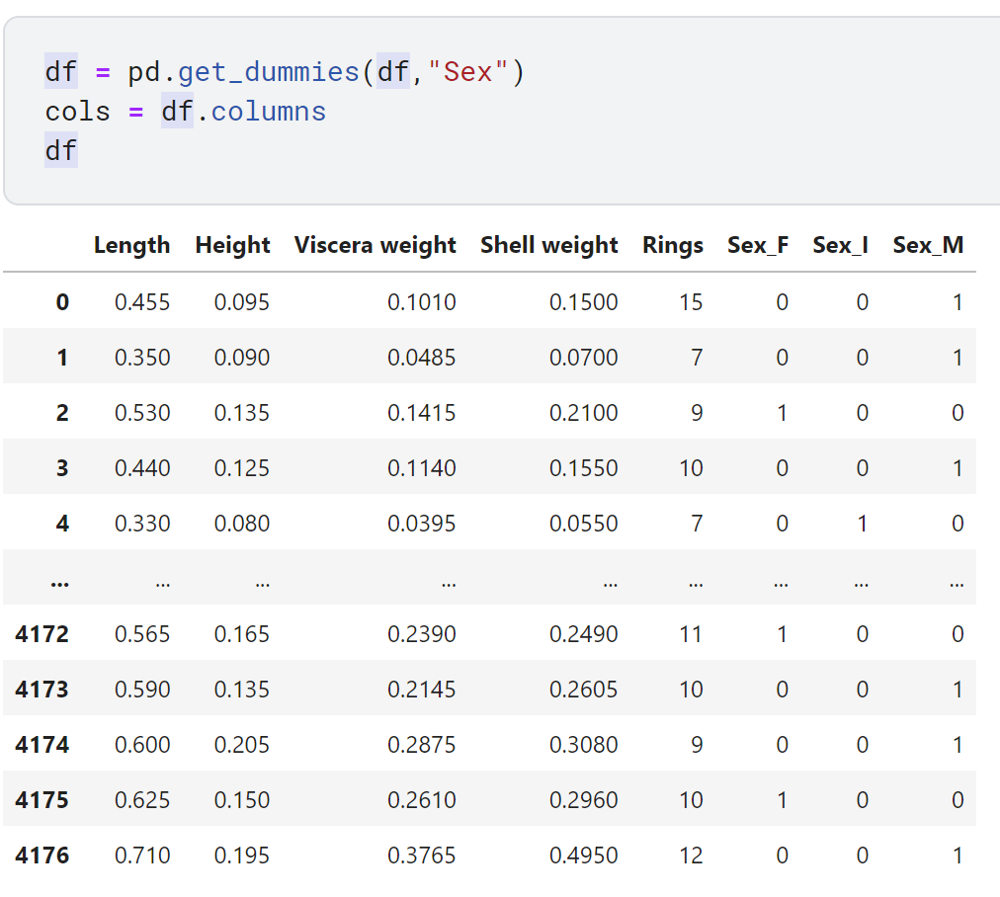 df = pd.get_dummies(df,"Sex")
cols = df.columns
df
Length Height Viscera weight Shell weight Rings Sex_F Sex_I Sex_M
0 0.455 0.095 0.1010 0.1500 15 0 0 1
1 0.350 0.090 0.0485 0.0700 7 0 0 1
2 0.530 0.135 0.1415 0.2100 9 1 0 0
3 0.440 0.125 0.1140 0.1550 10 0 0 1
4 0.330 0.080 0.0395 0.0550 7 0 1 0
... ... ... ... ... ... ... ... ...
4172 0.565 0.165 0.2390 0.2490 11 1 0 0
4173 0.590 0.135 0.2145 0.2605 10 0 0 1
4174 0.600 0.205 0.2875 0.3080 9 0 0 1
4175 0.625 0.150 0.2610 0.2960 10 1 0 0
4176 0.710 0.195 0.3765 0.4950 12 0 0 1